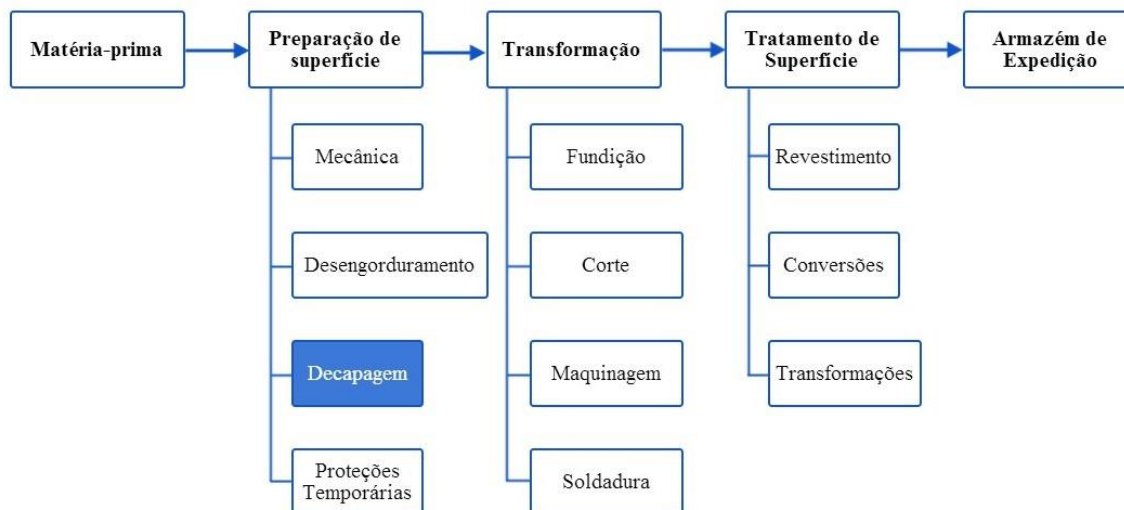 Matéria-prima
Preparação de
superfície
Transformação
Tratamento de
Superfície
Armazém de
Expedição
Mecânica
Desengorduramento
Decapagem
Proteções
Temporárias
Fundição
Corte
Maquinagem
Soldadura
Revestimento
Conversões
Transformações